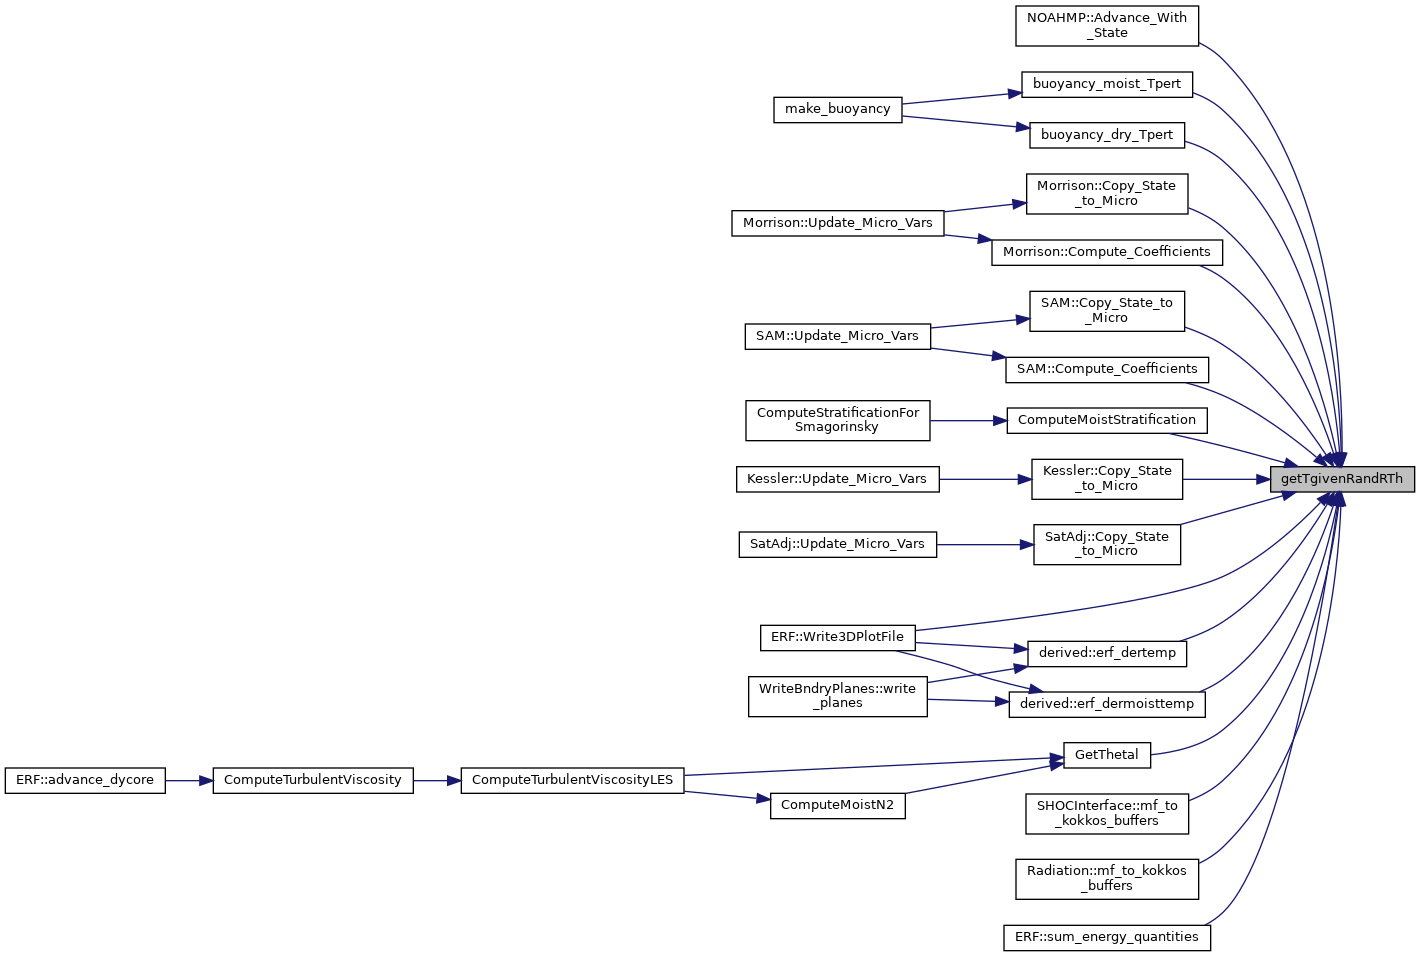 NOAHMP::Advance_With
_State
buoyancy_moist_Tpert
make_buoyancy
buoyancy_dry_Tpert
Morrison::Copy_State
_to_Micro
Morrison::Update_Micro_Vars
Morrison::Compute_Coefficients
SAM::Copy_State_to
_Micro
SAM::Update_Micro_Vars
SAM::Compute_Coefficients
ComputeStratificationFor
Smagorinsky
ComputeMoistStratification
Kessler::Update_Micro_Vars
Kessler::Copy_State
_to_Micro
getTgivenRandRTh
SatAdj::Update_Micro_Vars
SatAdj::Copy_State
_to_Micro
ERF::Write3DPlotFile
derived::erf_dertemp
WriteBndryPlanes::write
_planes
derived::erf_dermoisttemp
GetThetal
ERF::advance_dycore
ComputeTurbulentViscosity
ComputeTurbulentViscosityLES
ComputeMoistN2
SHOCInterface::mf_to
_kokkos_buffers
Radiation::mf_to_kokkos
_buffers
ERF::sum_energy_quantities